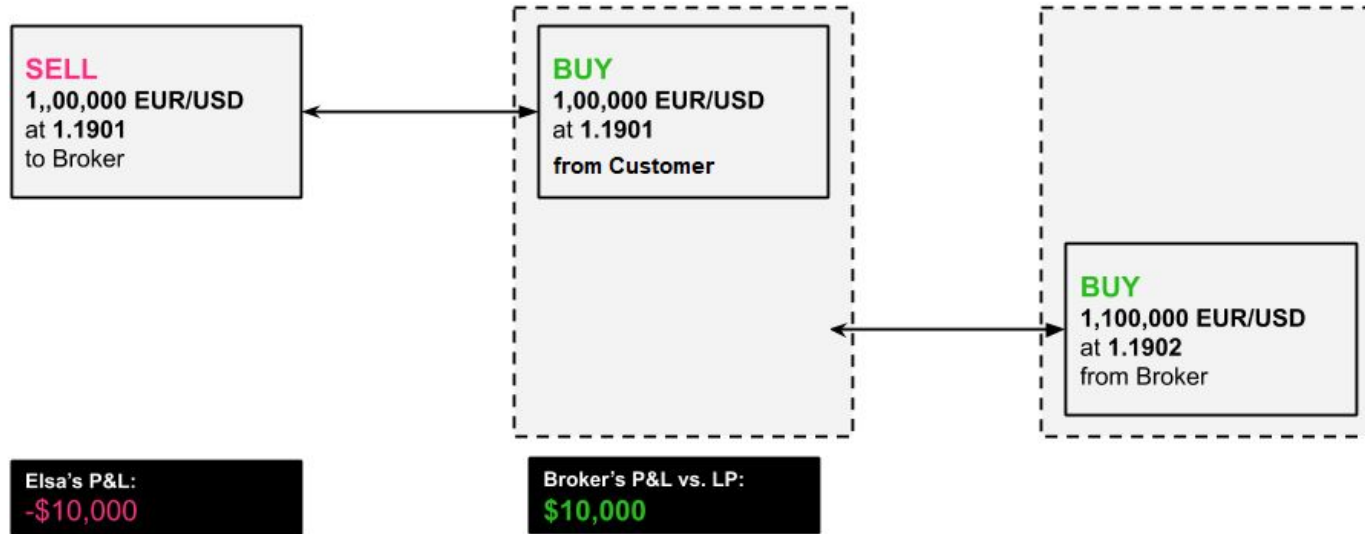 SELL
1,,00,000 EUR/USD
at 1.1901
to Broker
BUY
1,00,000 EUR/USD
at 1.1901
from Customer
BUY
1,100,000 EUR/USD
at 1.1902
from Broker
Elsa's P&L:
-$10,000
Broker's P&L vs. LP:
$10,000